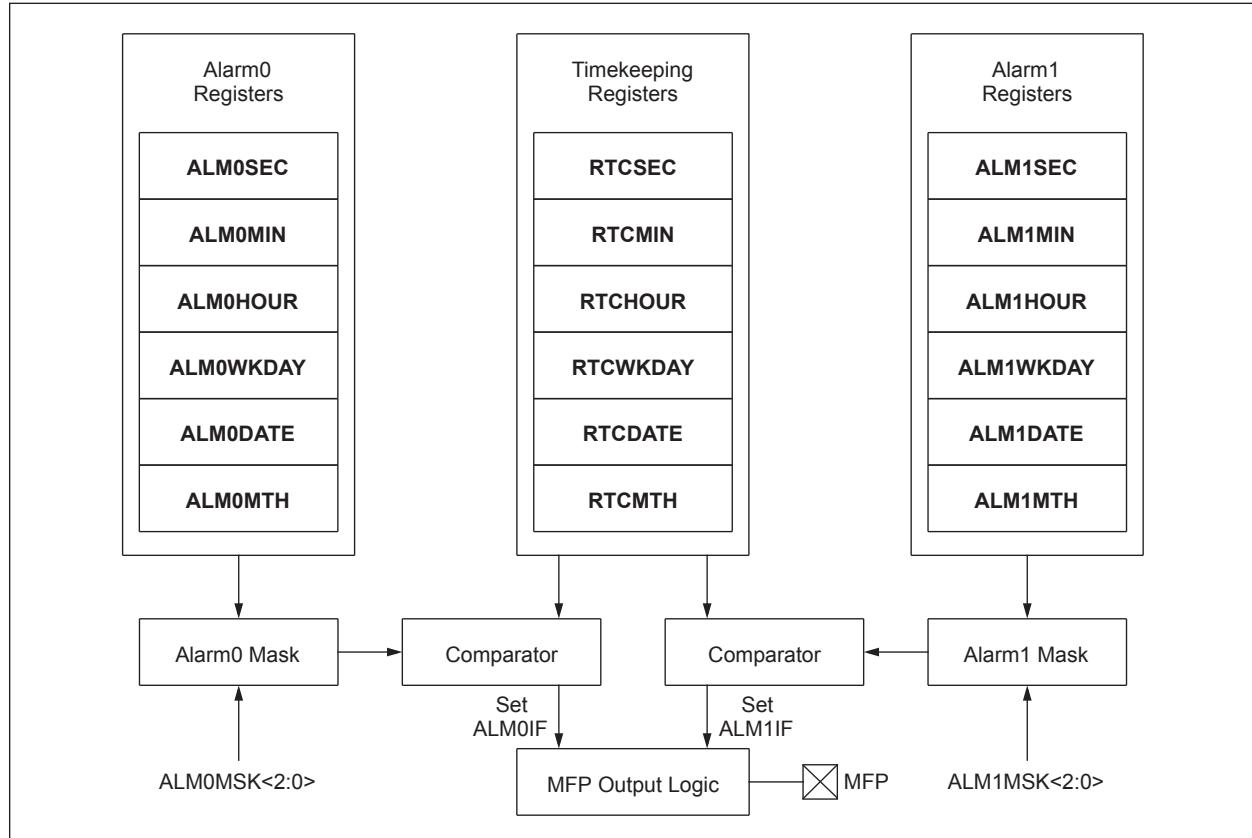 Alarm0
Registers
ALM0SEC
ALM0MIN
ALM0HOUR
ALM0WKDAY
ALM0DATE
ALM0MTH
Timekeeping
Registers
RTCSEC
RTCMIN
RTCHOUR
RTCWKDAY
RTCDATE
RTCMTH
Alarm1
Registers
ALM1SEC
ALM1MIN
ALM1HOUR
ALM1WKDAY
ALM1DATE
ALM1MTH
Alarm0 Mask
Comparator
Comparator
Alarm1 Mask
Set
ALM0IF
Set
ALM1IF
ALM0MSK<2:0>
MFP Output Logic
MFP
ALM1MSK<2:0>